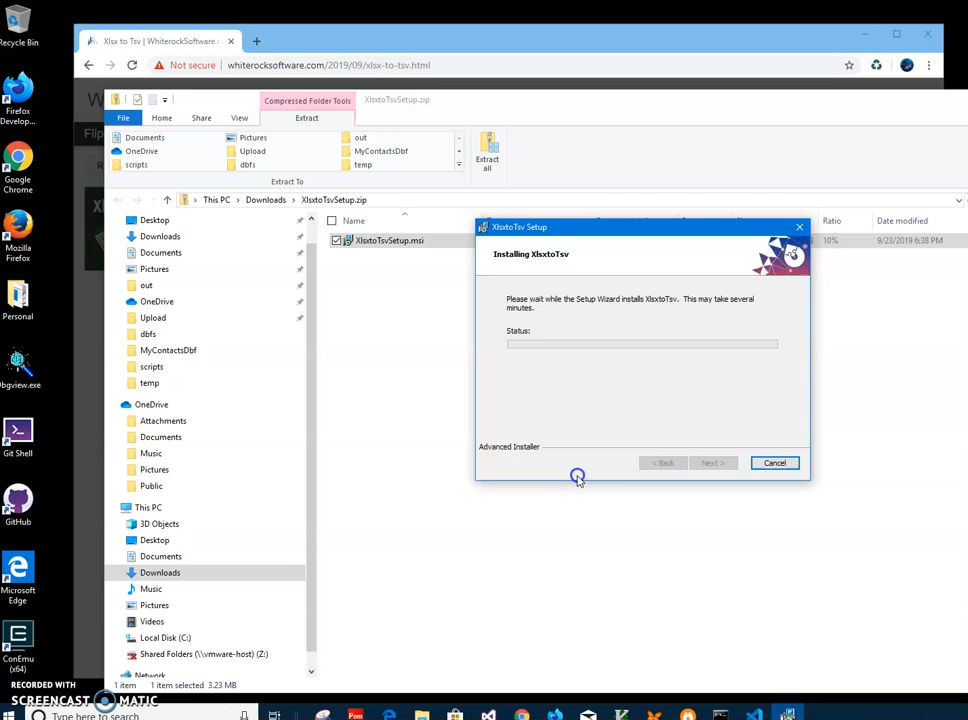 Recycle Bin
Xlsx to Tsv | WhiterockSoftware.
Not secure
whiterocksoftware.com/2019/09/xlsx-to-tsv.html
Compressed Folder Tools
XlsxtoTsvSetup.zip
File
Home
Share
View
Extract
Documents
Pictures
out
OneDrive
Upload
MyContactsDbf
scripts
dbfs
temp
Extract To
Extract
all
Firefox
Develop...
Google
Chrome
Mozilla
Firefox
Personal
Dbgview.exe
Git Shell
GitHub
Microsoft
Edge
ConEmu
(x64)
This PC
Downloads
XlsxtoTsvSetup.zip
Desktop
Downloads
Documents
Pictures
out
OneDrive
Upload
dbfs
MyContactsDbf
scripts
temp
OneDrive
Attachments
Documents
Music
Pictures
Public
This PC
3D Objects
Desktop
Documents
Downloads
Music
Pictures
Videos
Local Disk (C:)
Shared Folders (\\vmware-host) (Z:)
Network
Name
Ratio
Date modified
XlsxtoTsvSetup.msi
10%
9/23/2019 6:38 PM
XlsxtoTsv Setup
Installing XlsxtoTsv
Please wait while the Setup Wizard installs XlsxtoTsv. This may take several
minutes.
Status:
Advanced Installer
< Back
Next >
Cancel
1 item
1 item selected 3.23 MB
RECORDED WITH
SCREENCAST MATIC
Type here to search